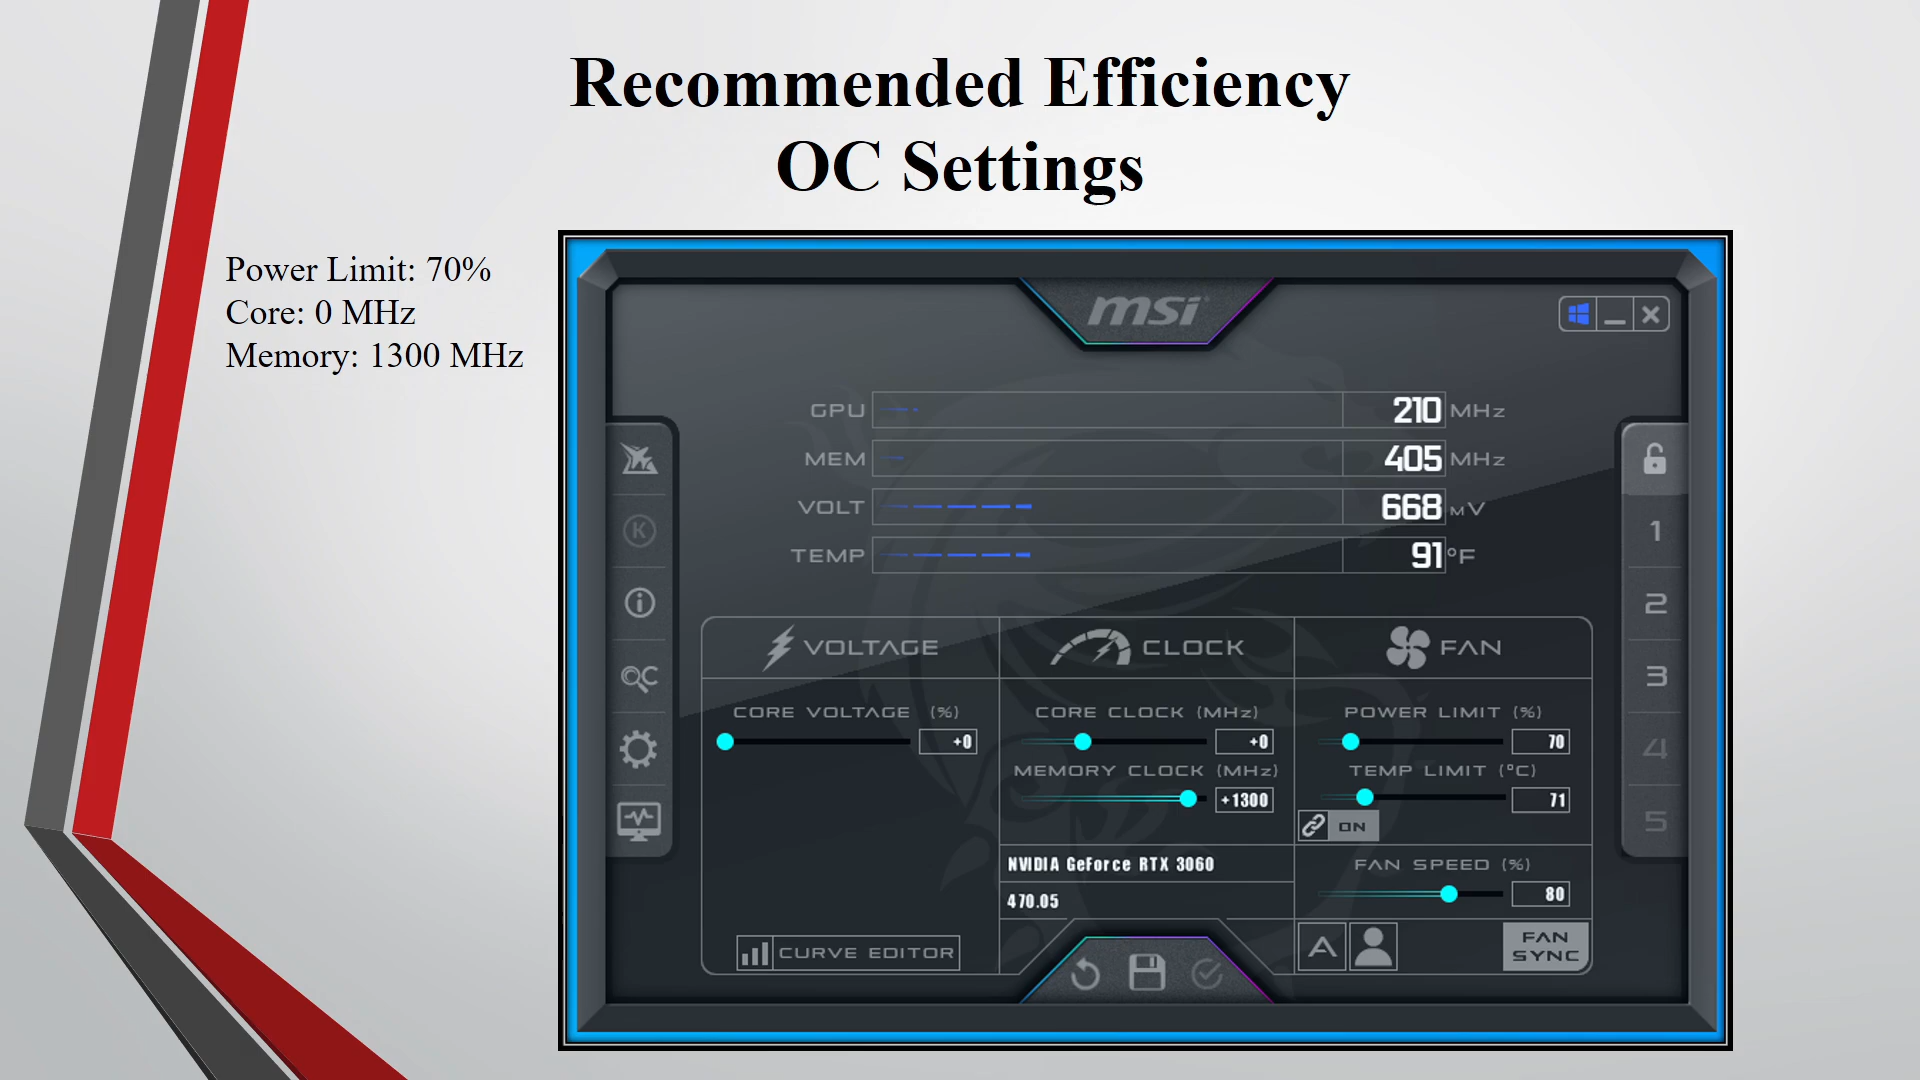 Recommended Efficiency
OC Settings
Power Limit: 70%
Core: 0 MHz
Memory: 1300 MHz
msi
GPU 210 MHz
MEM 405 MHz
VOLT 668 MV
TEMP 91 °F
K
OC
1
2
3
4
5
VOLTAGE CLOCK FAN
CORE VOLTAGE (%) CORE CLOCK (MHz) POWER LIMIT (%)
+0 +0 70
MEMORY CLOCK (MHz) TEMP LIMIT (°C)
+1300 71
ON
NVIDIA GeForce RTX 3060
FAN SPEED (%)
470.05 80
CURVE EDITOR A FAN
SYNC